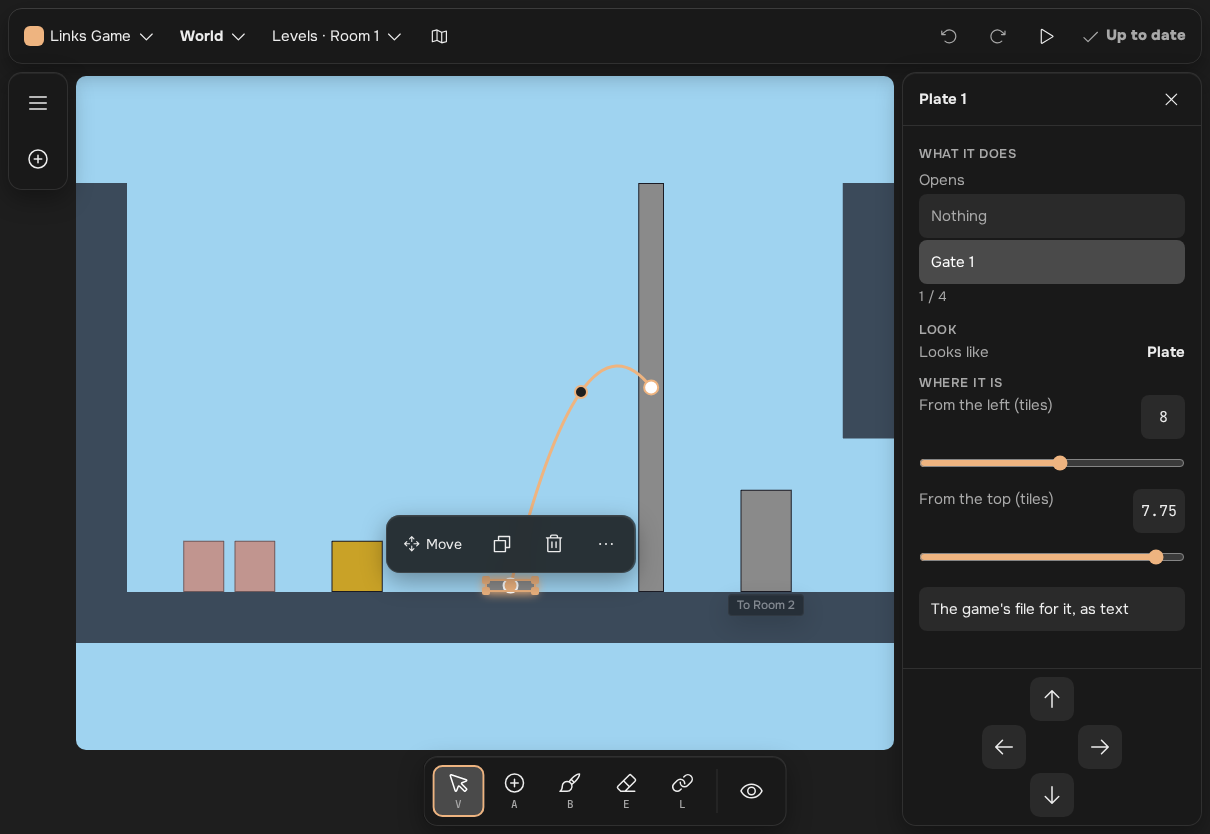 Links Game
World
Levels · Room 1
Up to date
Plate 1
WHAT IT DOES
Opens
Nothing
Gate 1
1 / 4
LOOK
Looks like
Plate
WHERE IT IS
From the left (tiles)
8
From the top (tiles)
7.75
The game's file for it, as text
Move
To Room 2
V
A
B
E
L